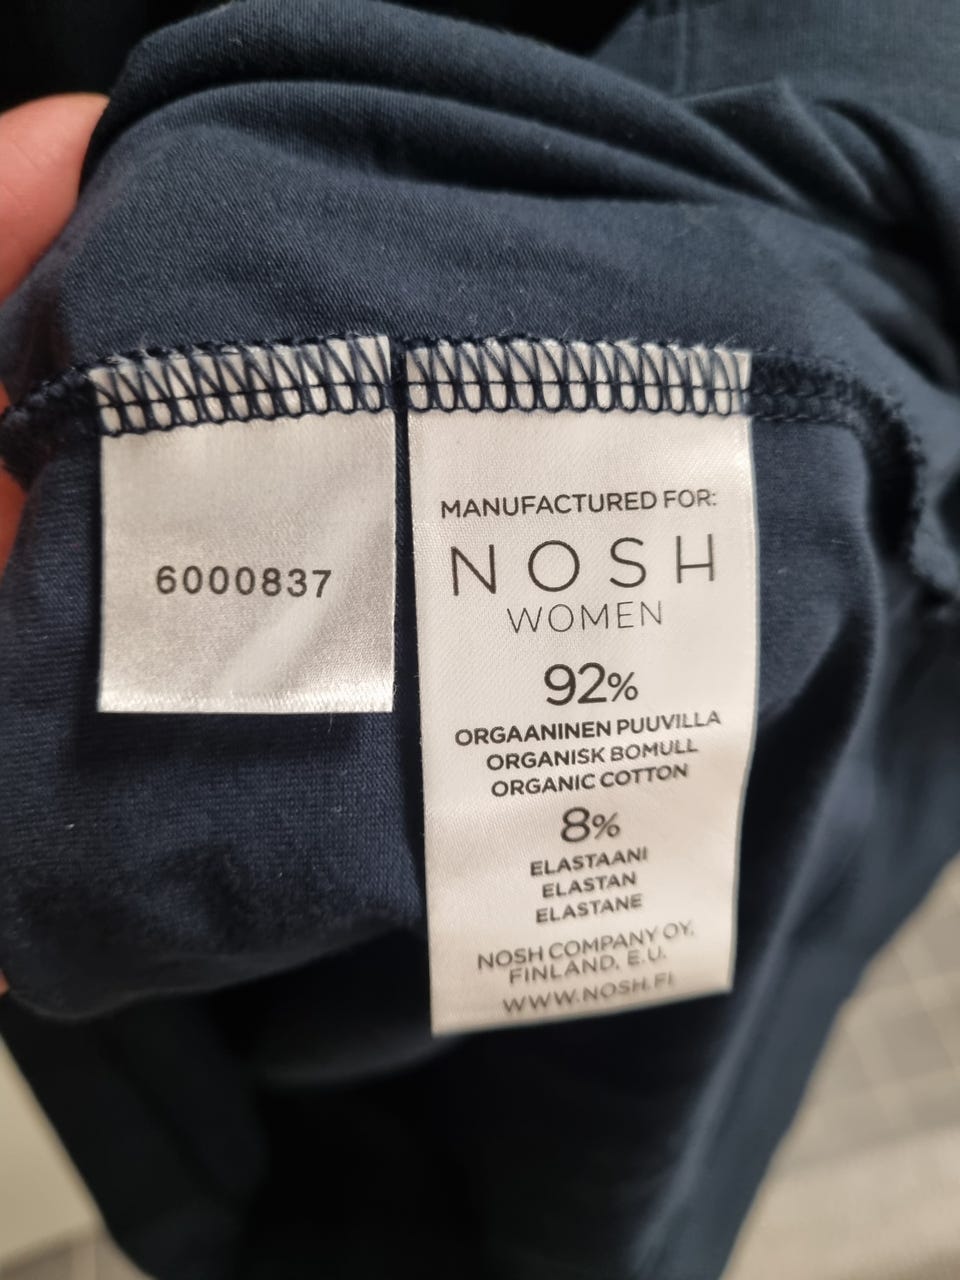 6000837
MANUFACTURED FOR:
NOSH
WOMEN
92%
ORGAANINEN PUUVILLA
ORGANISK BOMULL
ORGANIC COTTON
8%
ELASTAANI
ELASTAN
ELASTANE
NOSH COMPANY OY,
FINLAND, E.U.
WWW.NOSH.FI